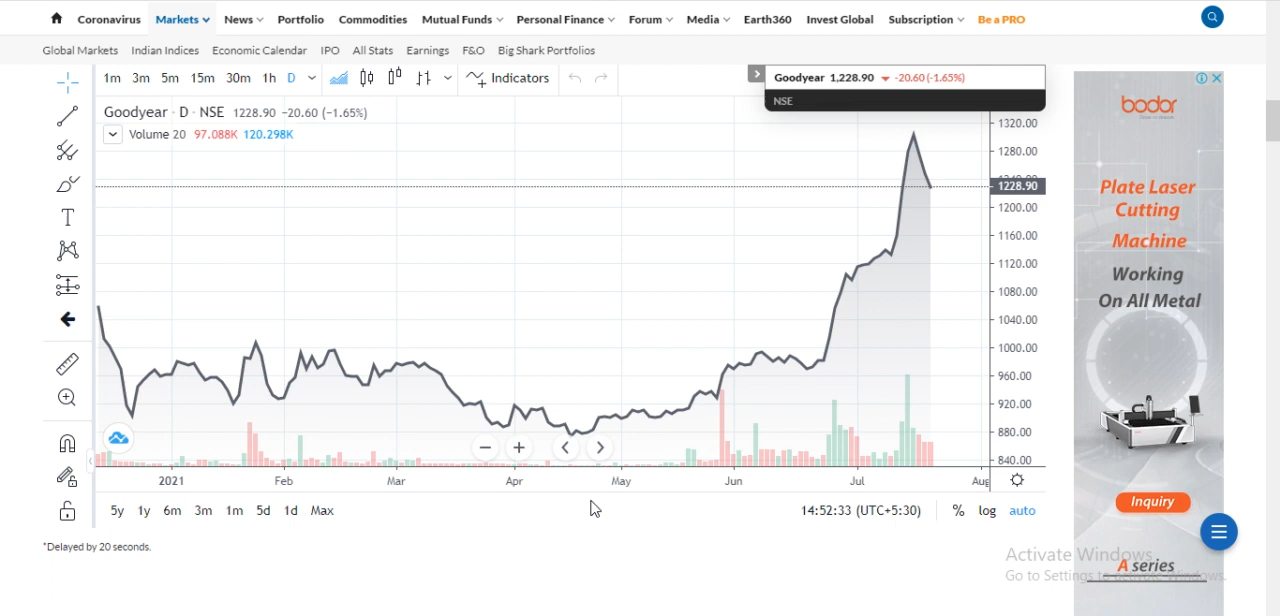 Coronavirus Markets News Portfolio Commodities Mutual Funds Personal Finance Forum Media Earth360 Invest Global Subscription Be a PRO
Global Markets Indian Indices Economic Calendar IPO All Stats Earnings F&O Big Shark Portfolios
1m 3m 5m 15m 30m 1h D Indicators
Goodyear 1,228.90 -20.60 (-1.65%)
NSE
Goodyear · D · NSE 1228.90 −20.60 (−1.65%)
Volume 20 97.088K 120.298K
T
1320.00
1280.00
1228.90
1200.00
1160.00
1120.00
1080.00
1040.00
1000.00
960.00
920.00
880.00
840.00
2021 Feb Mar Apr May Jun Jul Aug
5y 1y 6m 3m 1m 5d 1d Max 14:52:33 (UTC+5:30) % log auto
*Delayed by 20 seconds.
bodor
Plate Laser
Cutting
Machine
Working
On All Metal
Inquiry
A series
Activate Windows
Go to Settings to activate Windows.